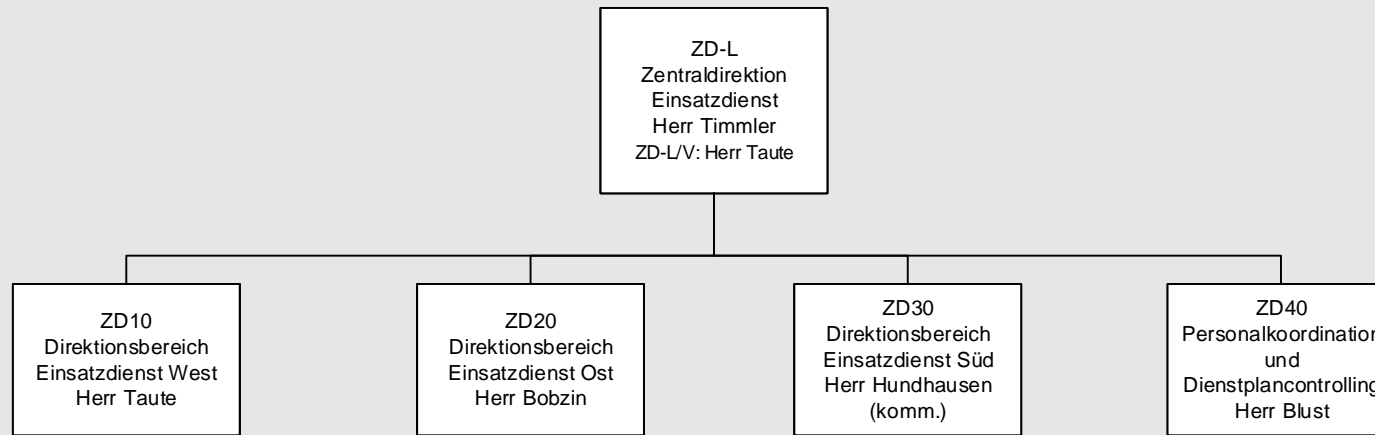 ZD-L
Zentraldirektion
Einsatzdienst
Herr Timmler
ZD-L/V: Herr Taute
ZD10
Direktionsbereich
Einsatzdienst West
Herr Taute
ZD20
Direktionsbereich
Einsatzdienst Ost
Herr Bobzin
ZD30
Direktionsbereich
Einsatzdienst Süd
Herr Hundhausen
(komm.)
ZD40
Personalkoordination
und
Dienstplancontrolling
Herr Blust